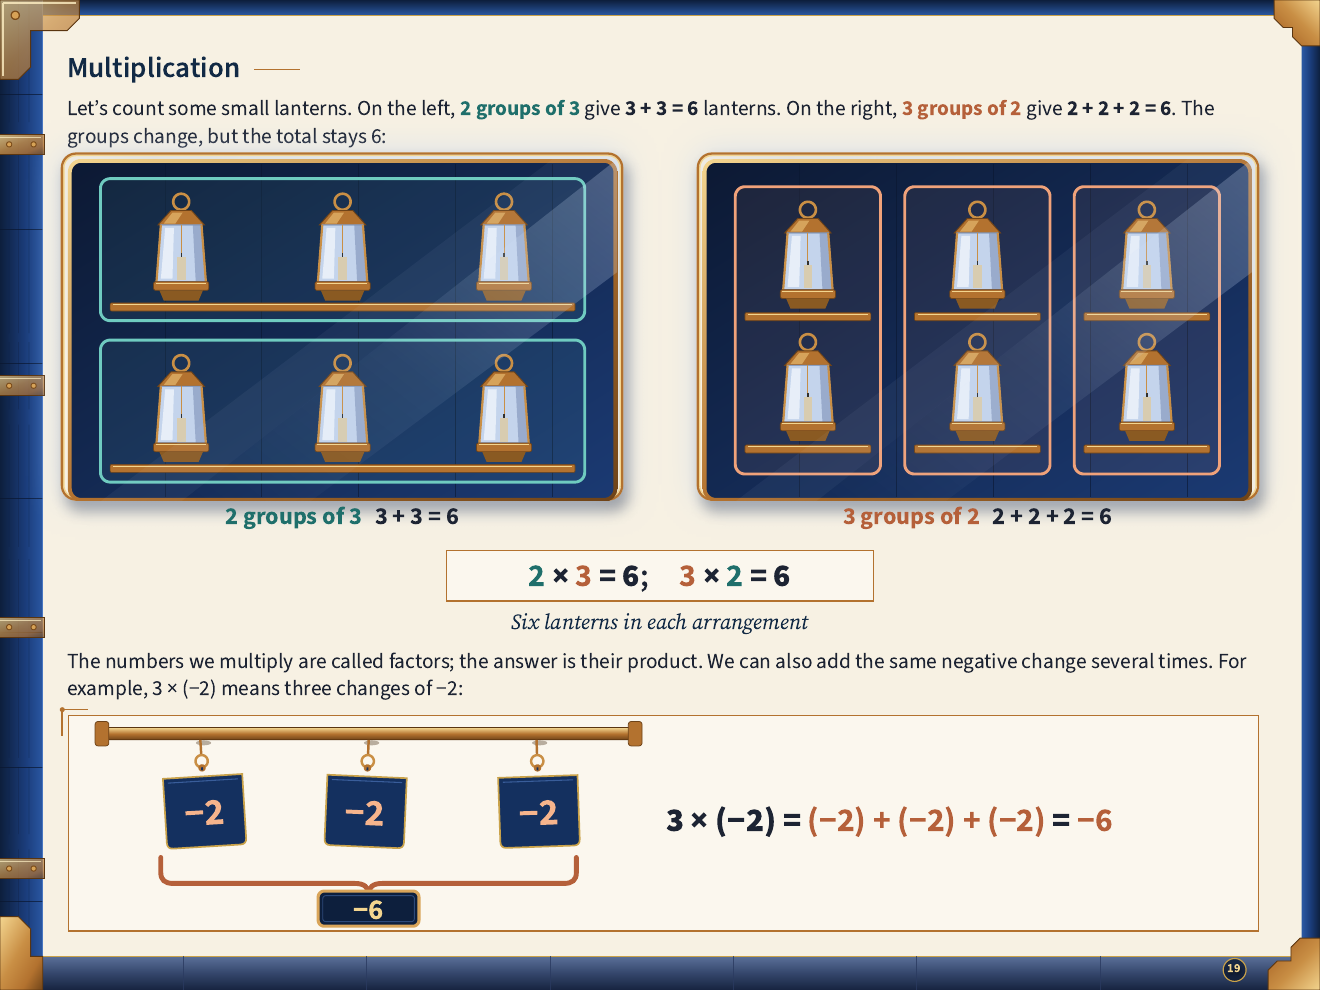 Multiplication
Let’s count some small lanterns. On the left, 2 groups of 3 give 3 + 3 = 6 lanterns. On the right, 3 groups of 2 give 2 + 2 + 2 = 6. The
groups change, but the total stays 6:
2 groups of 3 3 + 3 = 6
3 groups of 2 2 + 2 + 2 = 6
2 × 3 = 6; 3 × 2 = 6
Six lanterns in each arrangement
The numbers we multiply are called factors; the answer is their product. We can also add the same negative change several times. For
example, 3 × (−2) means three changes of −2:
−2 −2 −2
3 × (−2) = (−2) + (−2) + (−2) = −6
−6
19